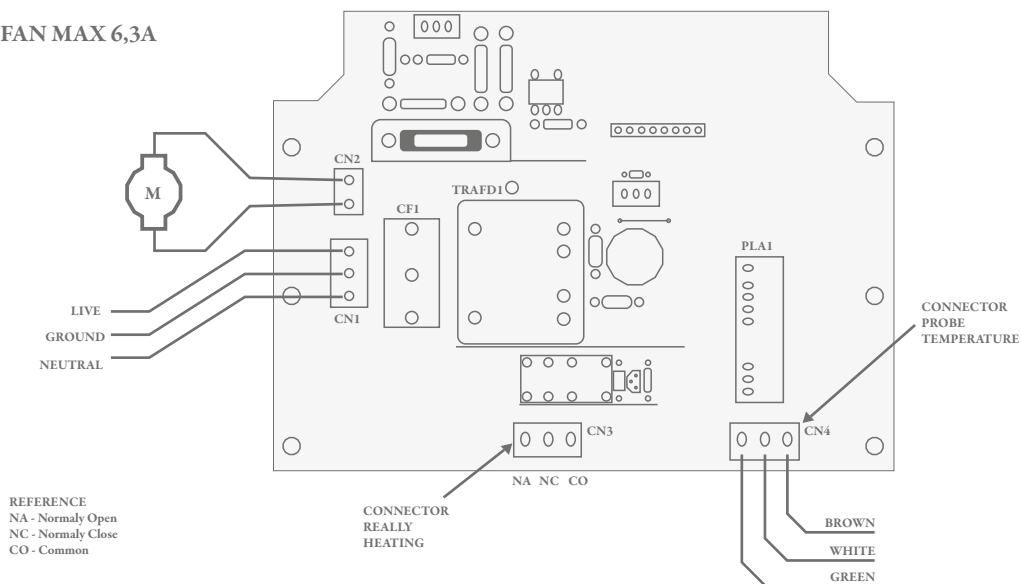 FAN MAX 6,3A
CN2
M
TRAFD1
CF1
PLA1
LIVE
GROUND
NEUTRAL
CN1
CONNECTOR
PROBE
TEMPERATURE
CN3
CN4
NA NC CO
CONNECTOR
REALLY
HEATING
REFERENCE
NA - Normaly Open
NC - Normaly Close
CO - Common
BROWN
WHITE
GREEN